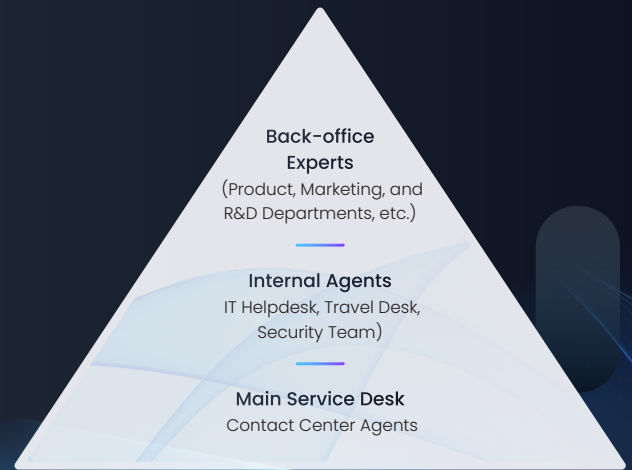 Back-office
Experts
(Product, Marketing, and
R&D Departments, etc.)
Internal Agents
IT Helpdesk, Travel Desk,
Security Team)
Main Service Desk
Contact Center Agents